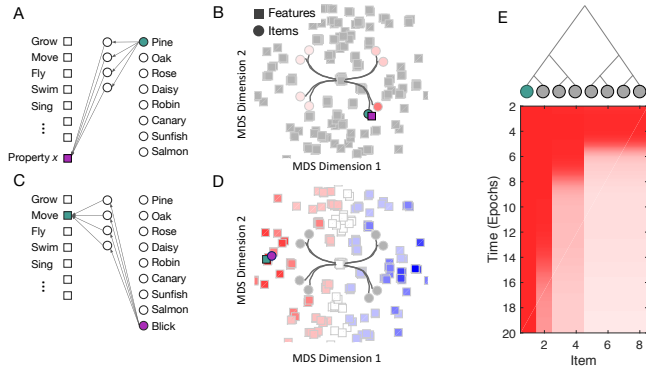 A
Grow
Move
Fly
Swim
Sing
...
Property x
Pine
Oak
Rose
Daisy
Robin
Canary
Sunfish
Salmon
B
Features
Items
MDS Dimension 2
MDS Dimension 1
C
Grow
Move
Fly
Swim
Sing
...
Pine
Oak
Rose
Daisy
Robin
Canary
Sunfish
Salmon
Blick
D
MDS Dimension 2
MDS Dimension 1
E
2
4
6
8
10
12
14
16
18
20
Time (Epochs)
2 4 6 8
Item